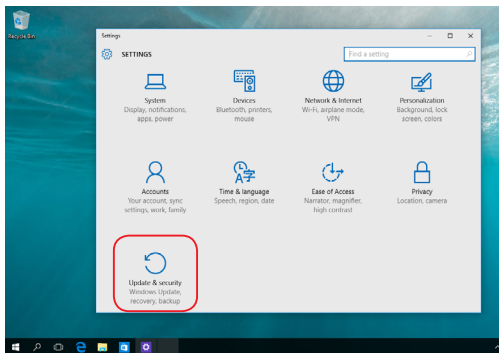 Recycle Bin
Settings
SETTINGS
Find a setting
System
Display, notifications,
apps, power
Devices
Bluetooth, printers,
mouse
Network & Internet
Wi-Fi, airplane mode,
VPN
Personalization
Background, lock
screen, colors
Accounts
Your account, sync
settings, work, family
Time & language
Speech, region, date
Ease of Access
Narrator, magnifier,
high contrast
Privacy
Location, camera
Update & security
Windows Update,
recovery, backup